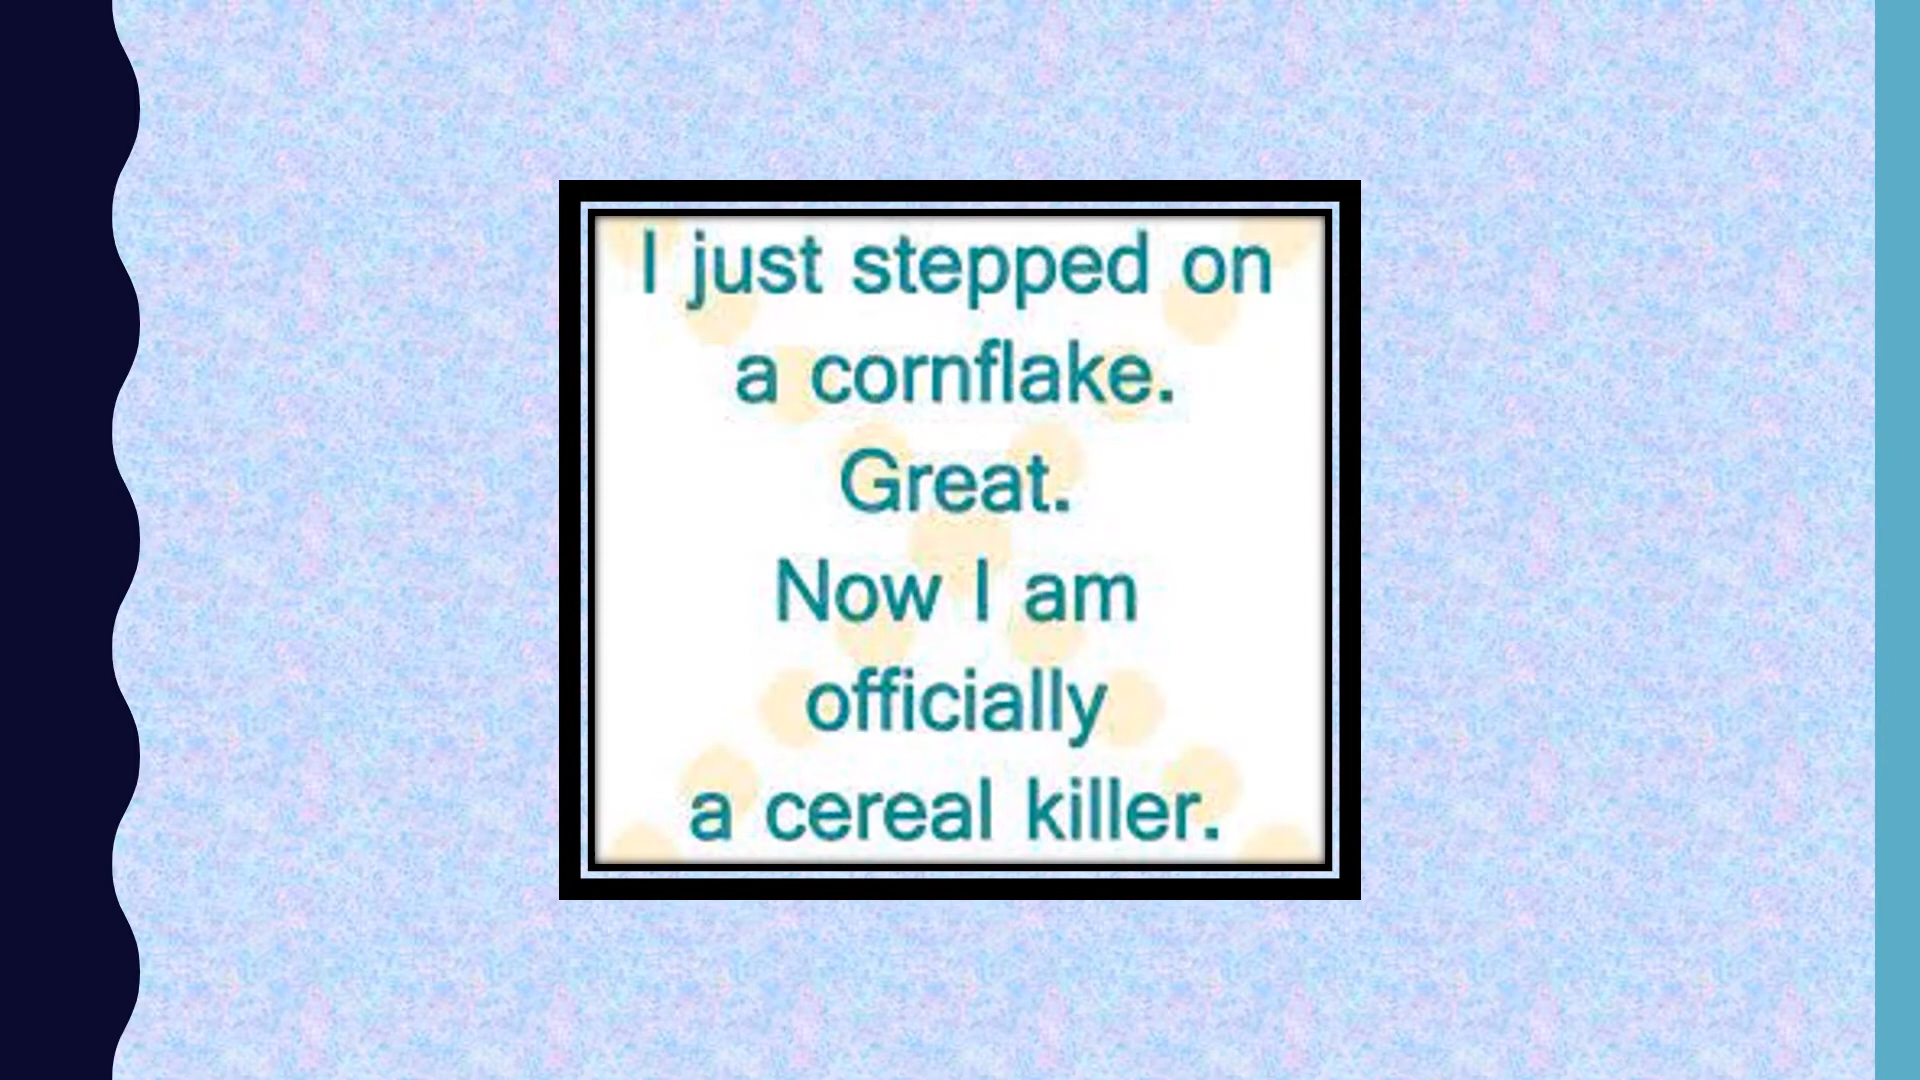 I just stepped on
a cornflake.
Great.
Now I am
officially
a cereal killer.